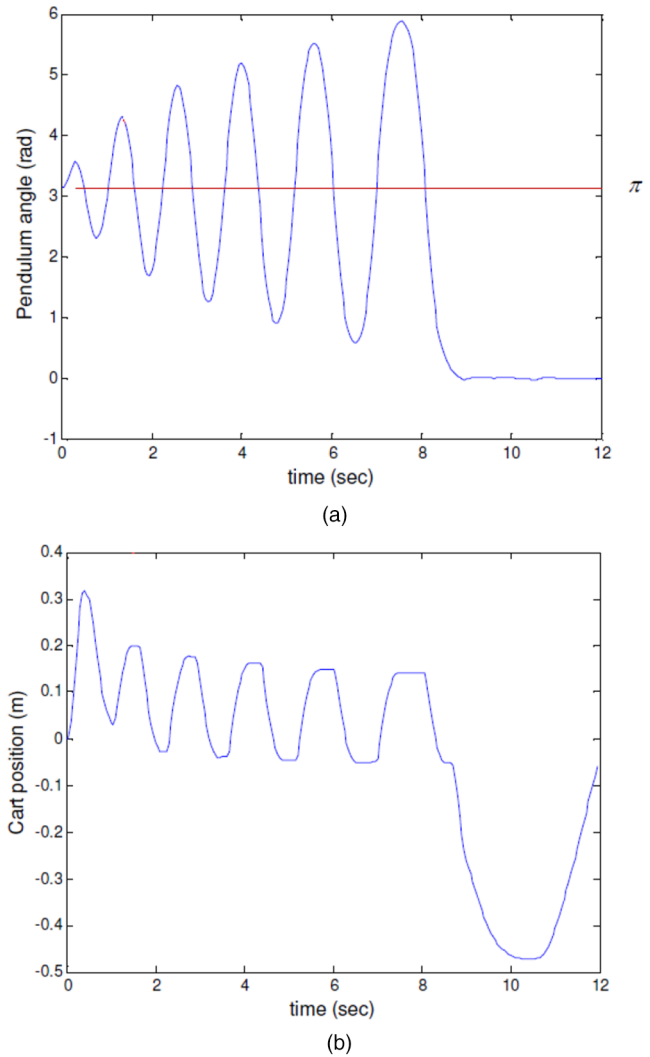 6
5
4
3
2
1
0
-1
Pendulum angle (rad)
π
0 2 4 6 8 10 12
time (sec)
(a)
0.4
0.3
0.2
0.1
0
-0.1
-0.2
-0.3
-0.4
-0.5
Cart position (m)
0 2 4 6 8 10 12
time (sec)
(b)